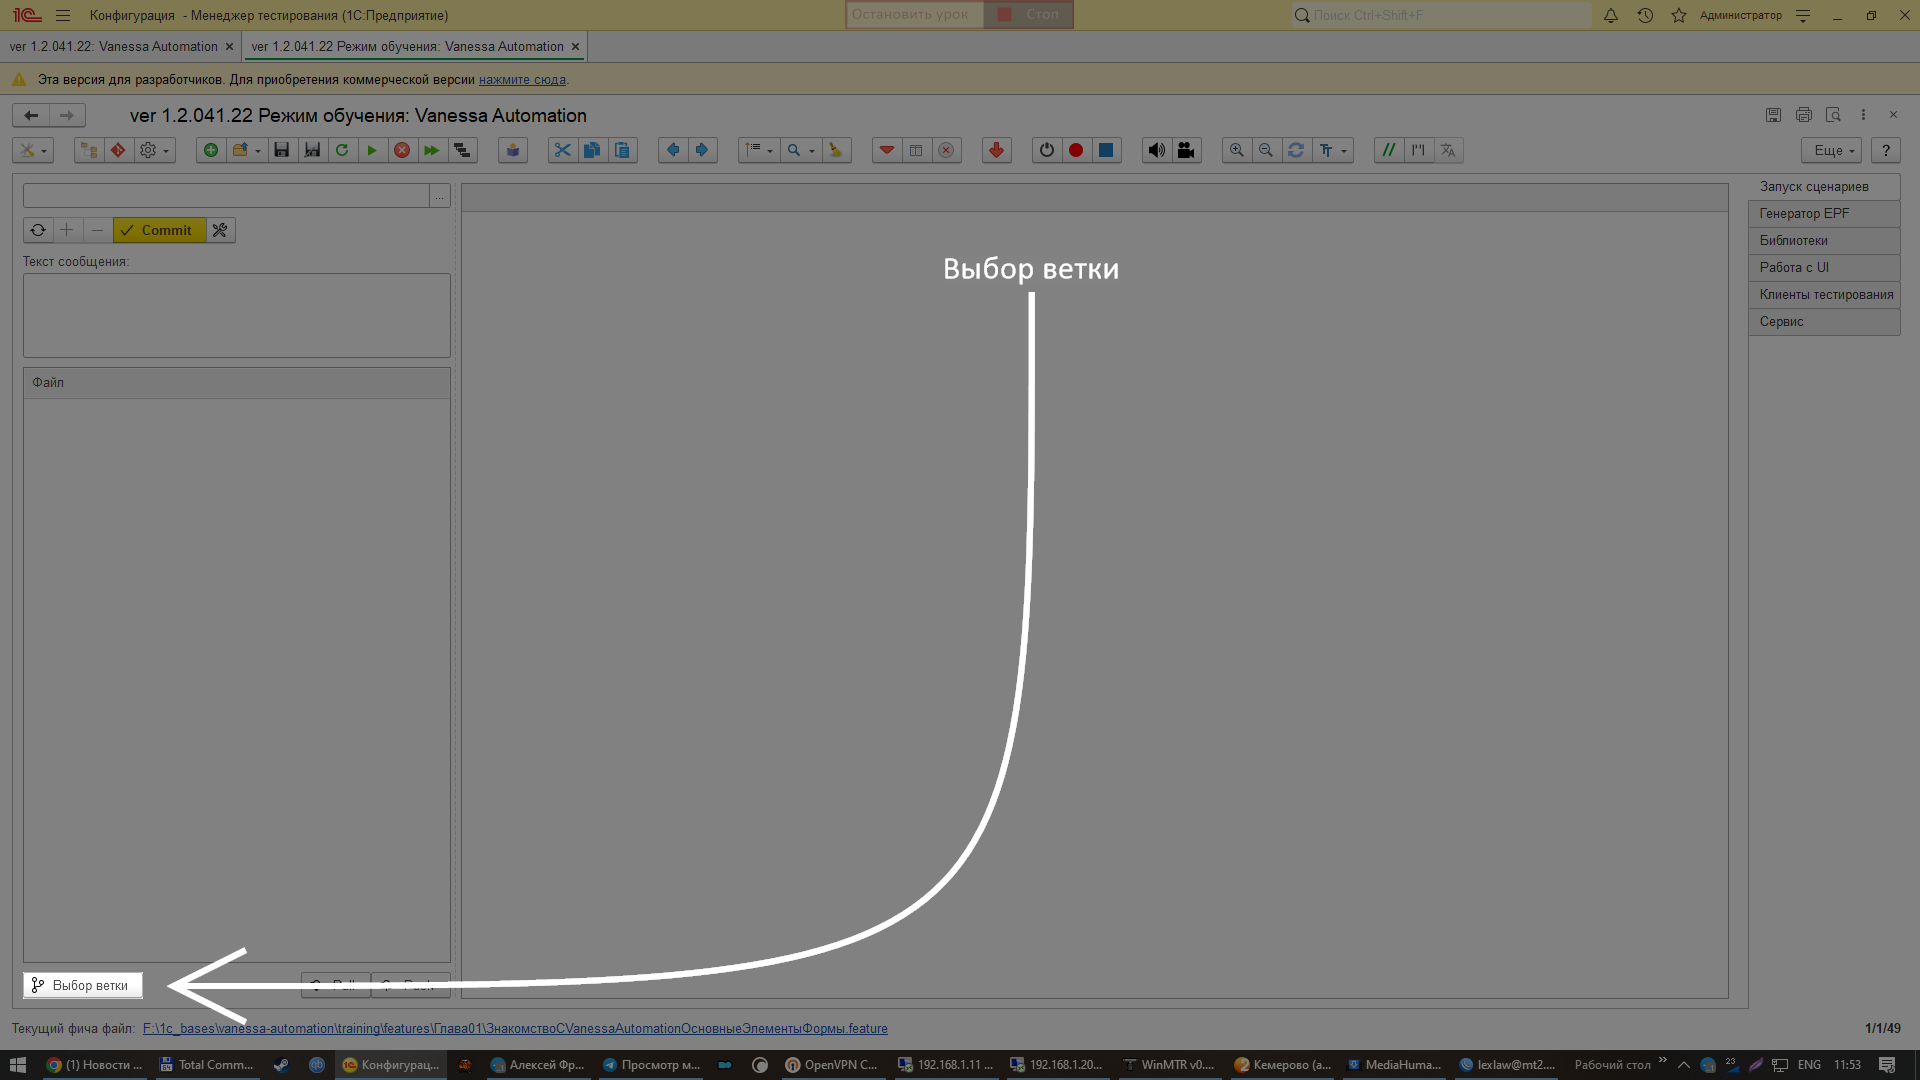 Конфигурация - Менеджер тестирования (1С:Предприятие)
Остановить урок
Стоп
Поиск Ctrl+Shift+F
Администратор
ver 1.2.041.22: Vanessa Automation
ver 1.2.041.22 Режим обучения: Vanessa Automation
Эта версия для разработчиков. Для приобретения коммерческой версии нажмите сюда.
ver 1.2.041.22 Режим обучения: Vanessa Automation
Еще
?
...
Commit
Текст сообщения:
Файл
Запуск сценариев
Генератор EPF
Библиотеки
Работа с UI
Клиенты тестирования
Сервис
Выбор ветки
Выбор ветки
Pull
Push
Текущий фича файл: F:\1c_bases\vanessa-automation\training\features\Глава01\ЗнакомствоСVanessaAutomationОсновныеЭлементыФормы.feature
1/1/49
(1) Новости ...
Total Comm...
Конфигурац...
Алексей Фр...
Просмотр м...
OpenVPN C...
192.168.1.11 ...
192.168.1.20...
WinMTR v0....
Кемерово (а...
MediaHuma...
lexlaw@mt2....
Рабочий стол
23
ENG
11:53